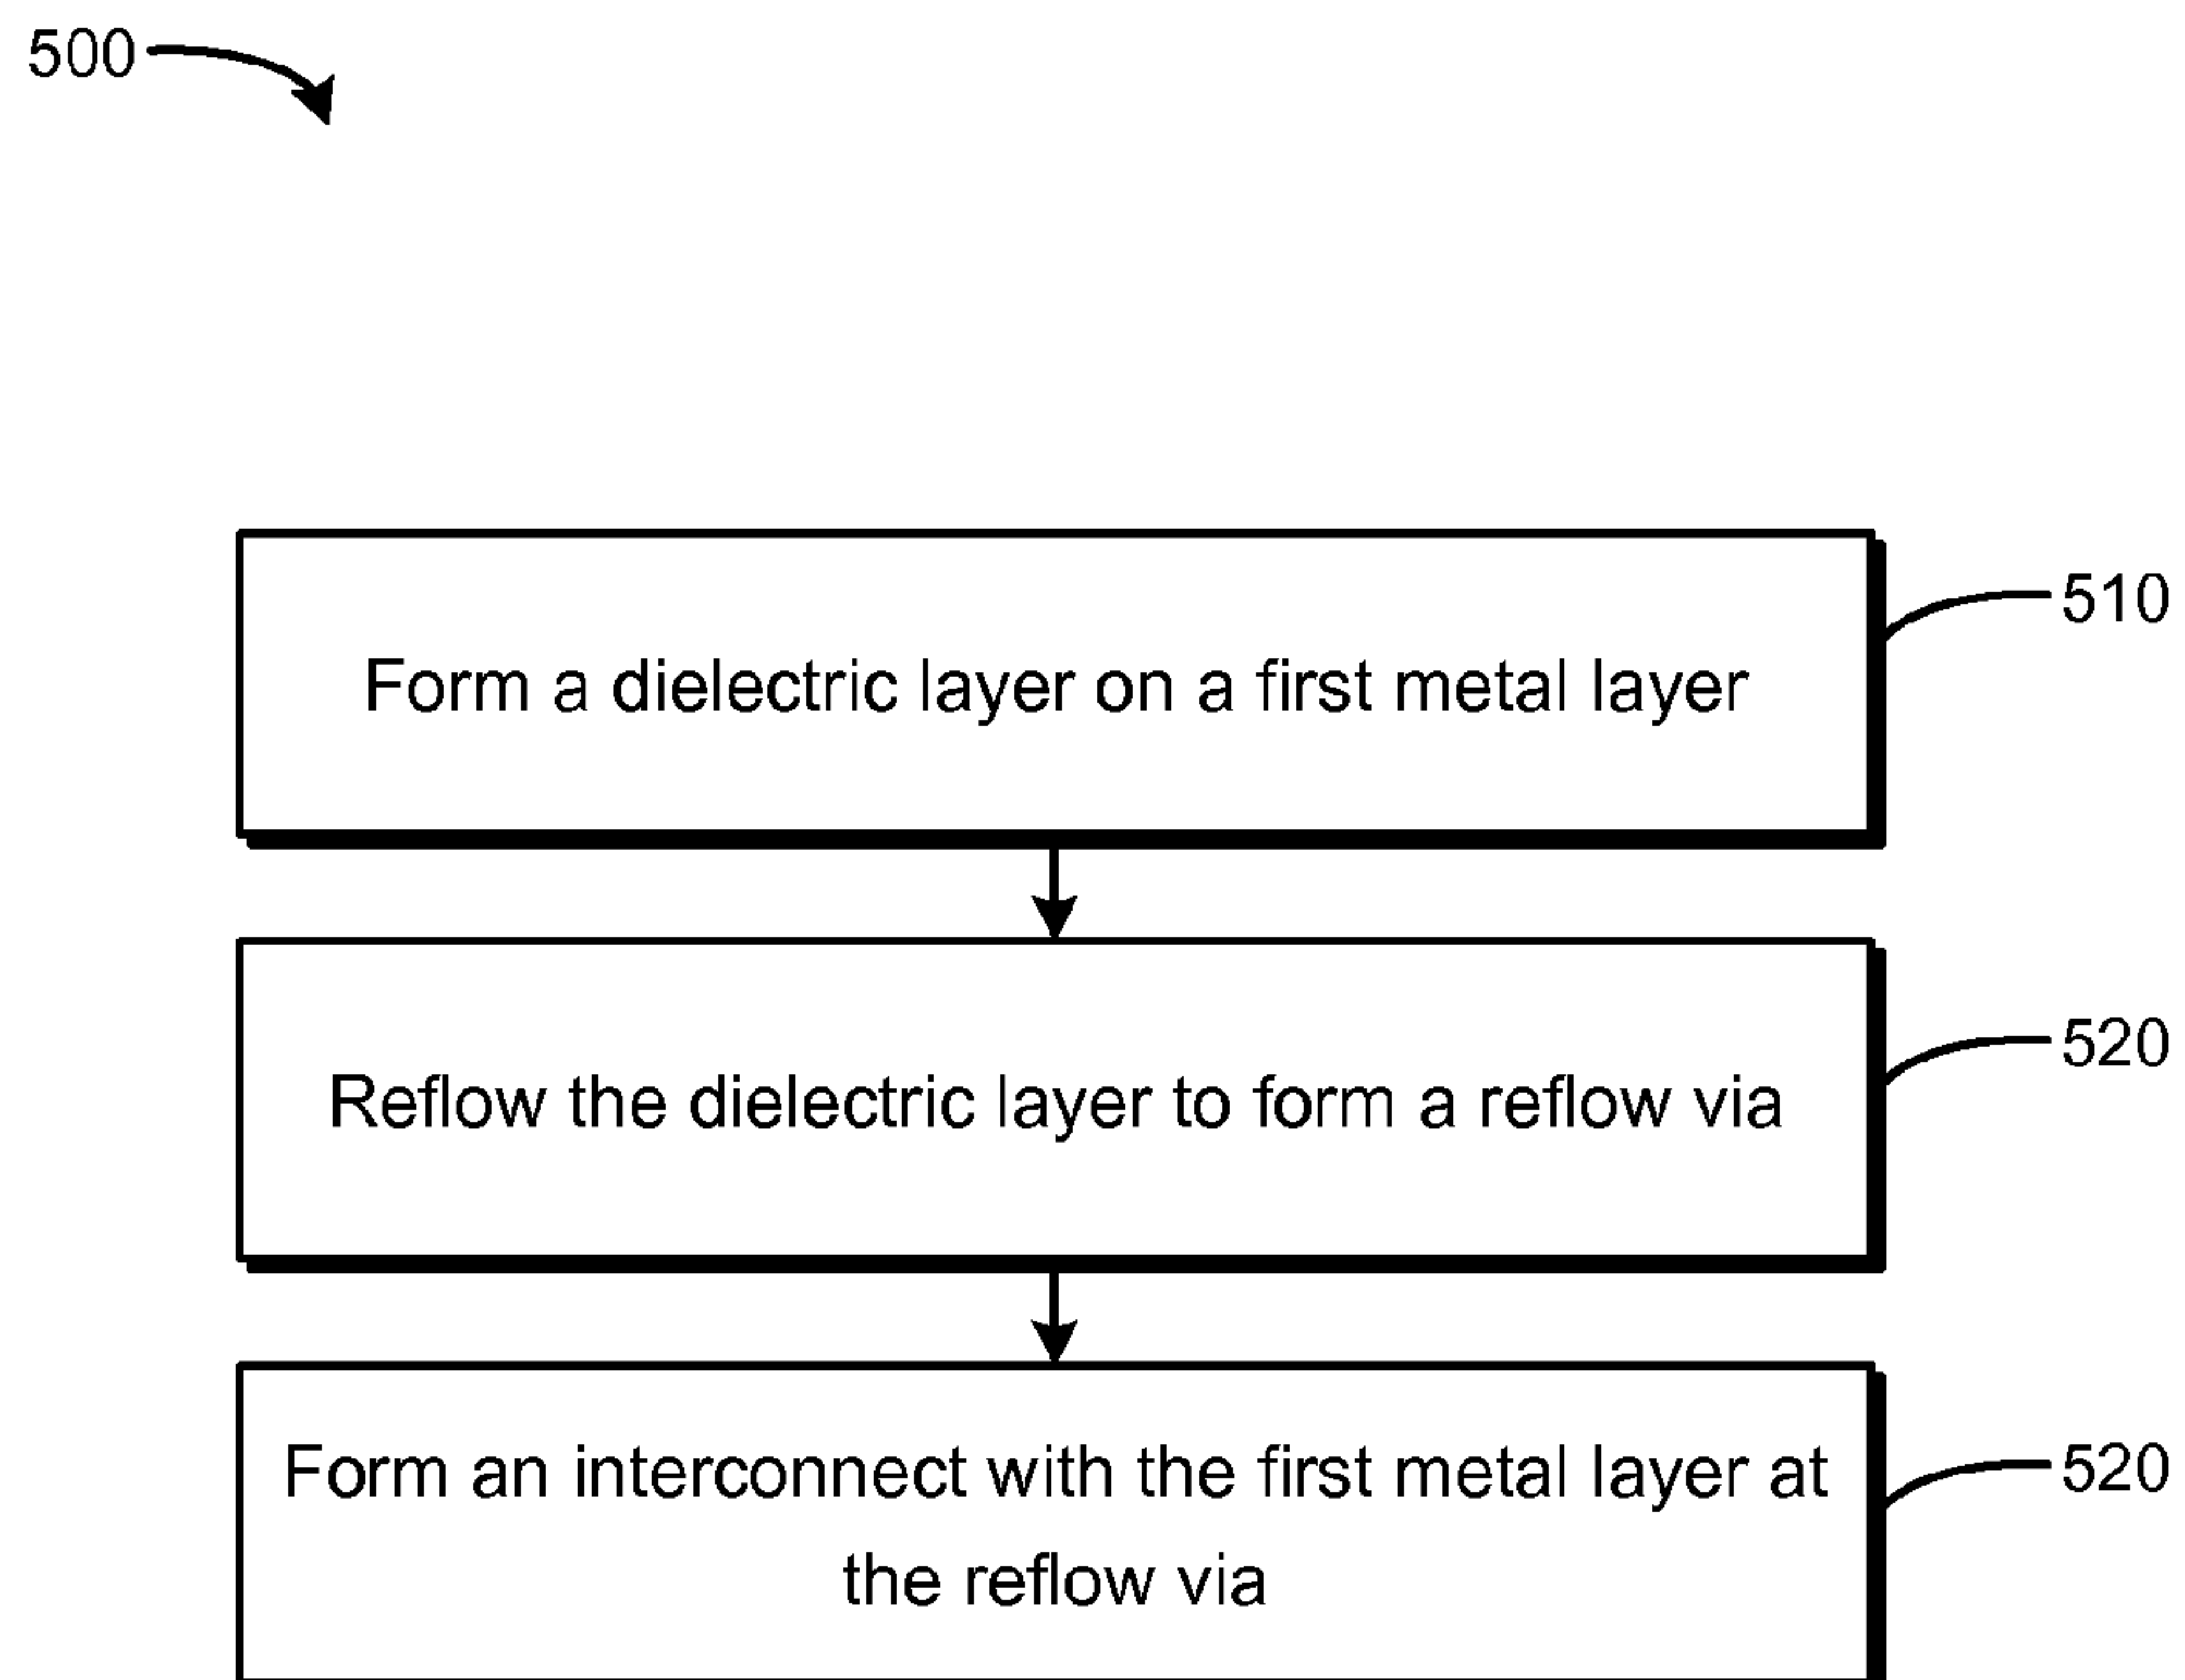 500
Form a dielectric layer on a first metal layer
510
Reflow the dielectric layer to form a reflow via
520
Form an interconnect with the first metal layer at
the reflow via
520